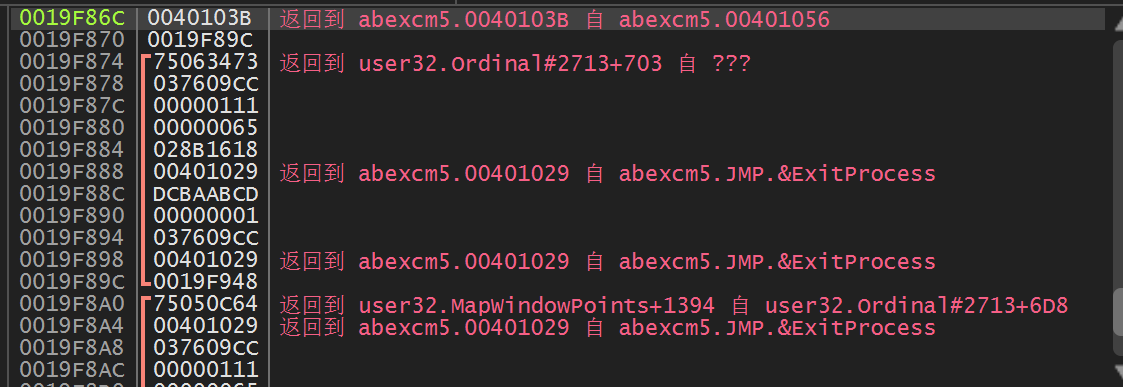 0019F86C 0040103B 返回到 abexcm5.0040103B 自 abexcm5.00401056
0019F870 0019F89C
0019F874 75063473 返回到 user32.Ordinal#2713+703 自 ???
0019F878 037609CC
0019F87C 00000111
0019F880 00000065
0019F884 028B1618
0019F888 00401029 返回到 abexcm5.00401029 自 abexcm5.JMP.&ExitProcess
0019F88C DCBAABCD
0019F890 00000001
0019F894 037609CC
0019F898 00401029 返回到 abexcm5.00401029 自 abexcm5.JMP.&ExitProcess
0019F89C 0019F948
0019F8A0 75050C64 返回到 user32.MapWindowPoints+1394 自 user32.Ordinal#2713+6D8
0019F8A4 00401029 返回到 abexcm5.00401029 自 abexcm5.JMP.&ExitProcess
0019F8A8 037609CC
0019F8AC 00000111
0019F8B0 00000065